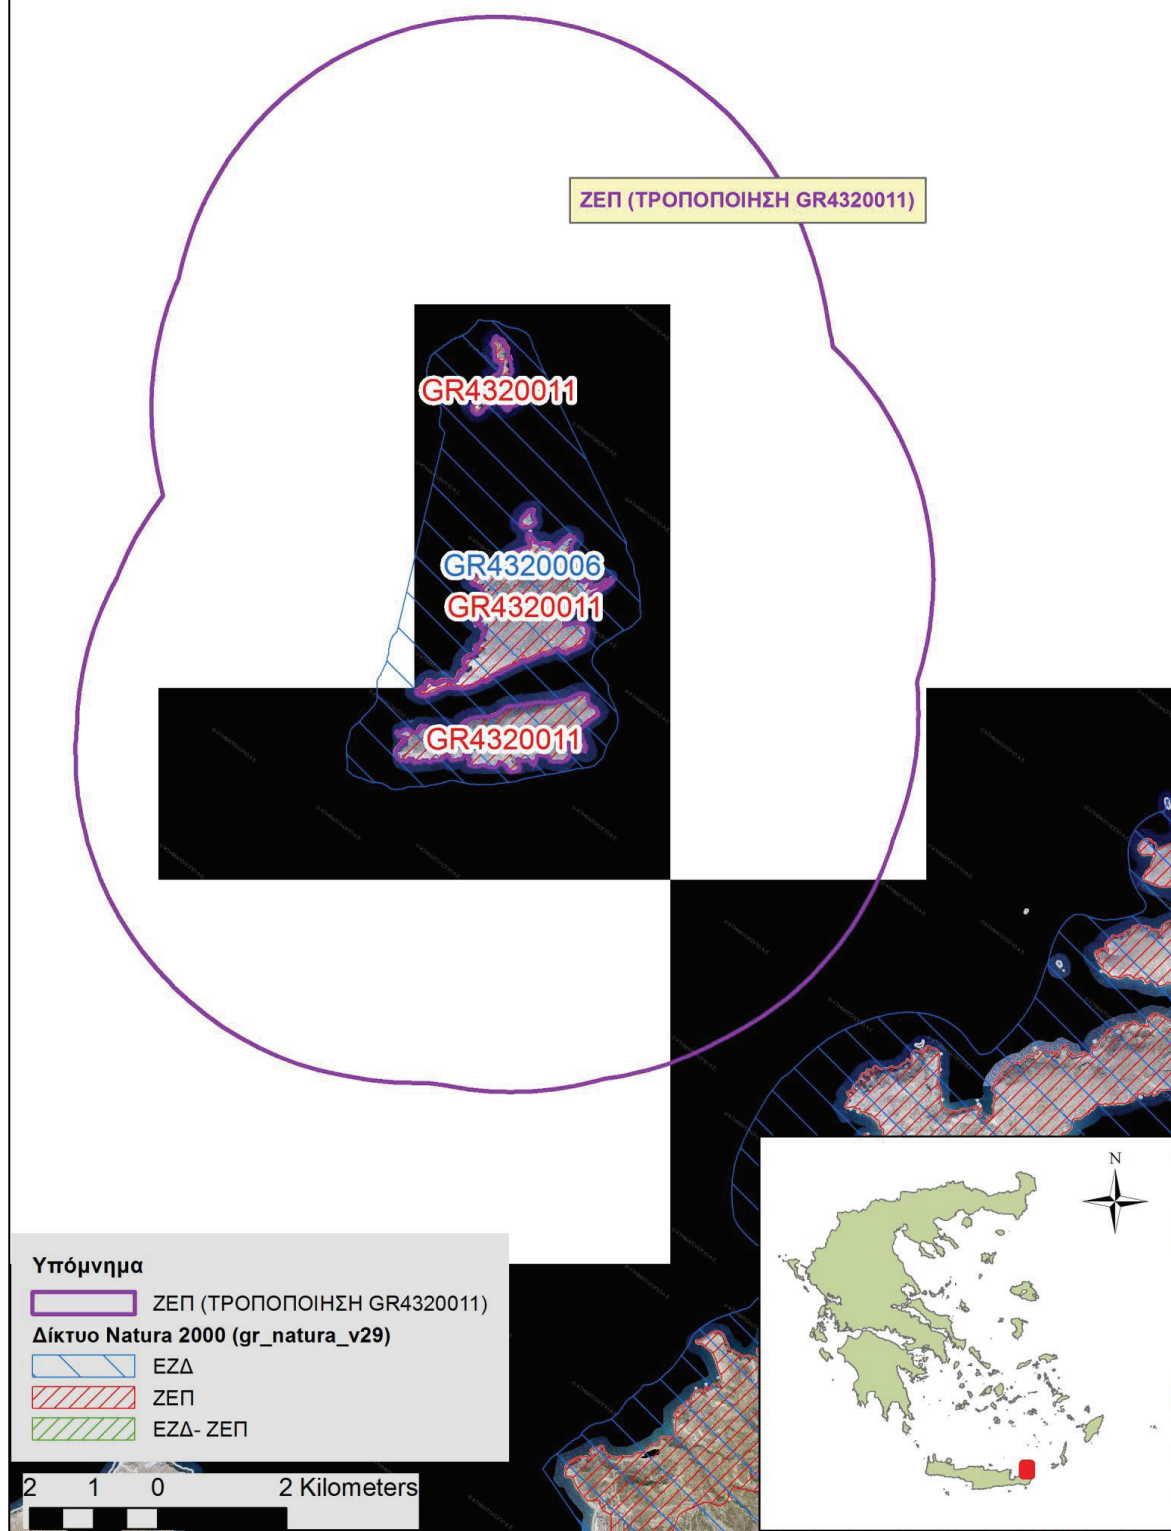 ΖΕΠ (ΤΡΟΠΟΠΟΙΗΣΗ GR4320011)
GR4320011
GR4320006
GR4320011
GR4320011
N
Υπόμνημα
ΖΕΠ (ΤΡΟΠΟΠΟΙΗΣΗ GR4320011)
Δίκτυο Natura 2000 (gr_natura_v29)
ΕΖΔ
ΖΕΠ
ΕΖΔ- ΖΕΠ
2 1 0 2 Kilometers